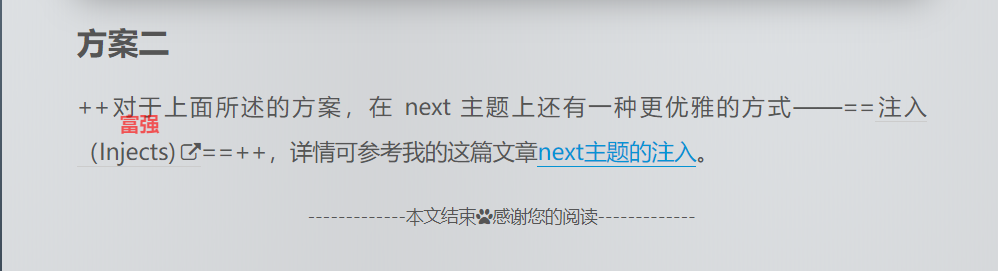 方案二
++对于上面所述的方案，在 next 主题上还有一种更优雅的方式——==注入
富强
（Injects)==++，详情可参考我的这篇文章next主题的注入。
-------------本文结束感谢您的阅读-------------